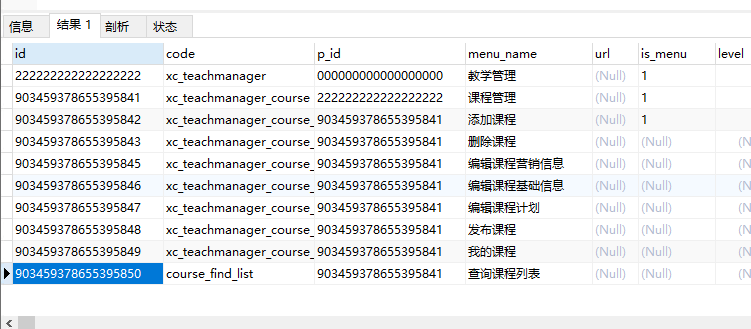 信息 结果 1 剖析 状态
id code p_id menu_name url is_menu level
222222222222222222 xc_teachmanager 000000000000000000 教学管理 (Null) 1
903459378655395841 xc_teachmanager_course 222222222222222222 课程管理 (Null) 1
903459378655395842 xc_teachmanager_course_ 903459378655395841 添加课程 (Null) 1
903459378655395843 xc_teachmanager_course_ 903459378655395841 删除课程 (Null) (Null) (N
903459378655395845 xc_teachmanager_course_ 903459378655395841 编辑课程营销信息 (Null) (Null) (N
903459378655395846 xc_teachmanager_course_ 903459378655395841 编辑课程基础信息 (Null) (Null) (N
903459378655395847 xc_teachmanager_course_ 903459378655395841 编辑课程计划 (Null) (Null) (N
903459378655395848 xc_teachmanager_course_ 903459378655395841 发布课程 (Null) (Null) (N
903459378655395849 xc_teachmanager_course_ 903459378655395841 我的课程 (Null) (Null) (N
903459378655395850 course_find_list 903459378655395841 查询课程列表 (Null) (Null) (N